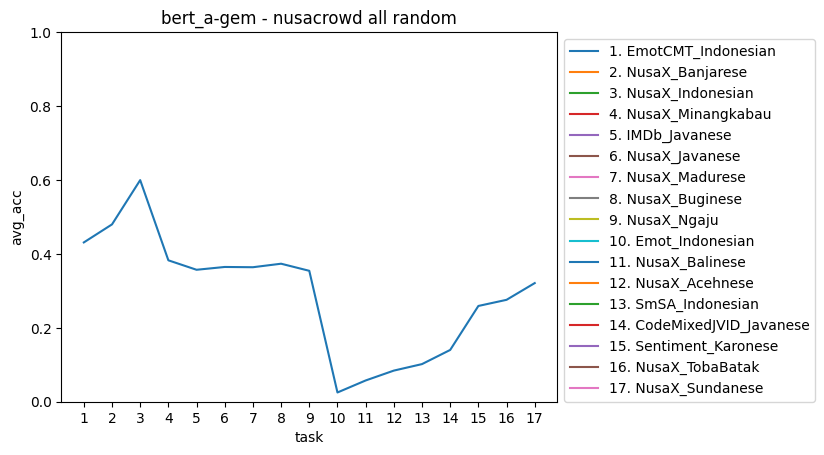 bert_a-gem - nusacrowd all random
1.0
0.8
0.6
0.4
0.2
0.0
avg_acc
1 2 3 4 5 6 7 8 9 10 11 12 13 14 15 16 17
task
1. EmotCMT_Indonesian
2. NusaX_Banjarese
3. NusaX_Indonesian
4. NusaX_Minangkabau
5. IMDb_Javanese
6. NusaX_Javanese
7. NusaX_Madurese
8. NusaX_Buginese
9. NusaX_Ngaju
10. Emot_Indonesian
11. NusaX_Balinese
12. NusaX_Acehnese
13. SmSA_Indonesian
14. CodeMixedJVID_Javanese
15. Sentiment_Karonese
16. NusaX_TobaBatak
17. NusaX_Sundanese